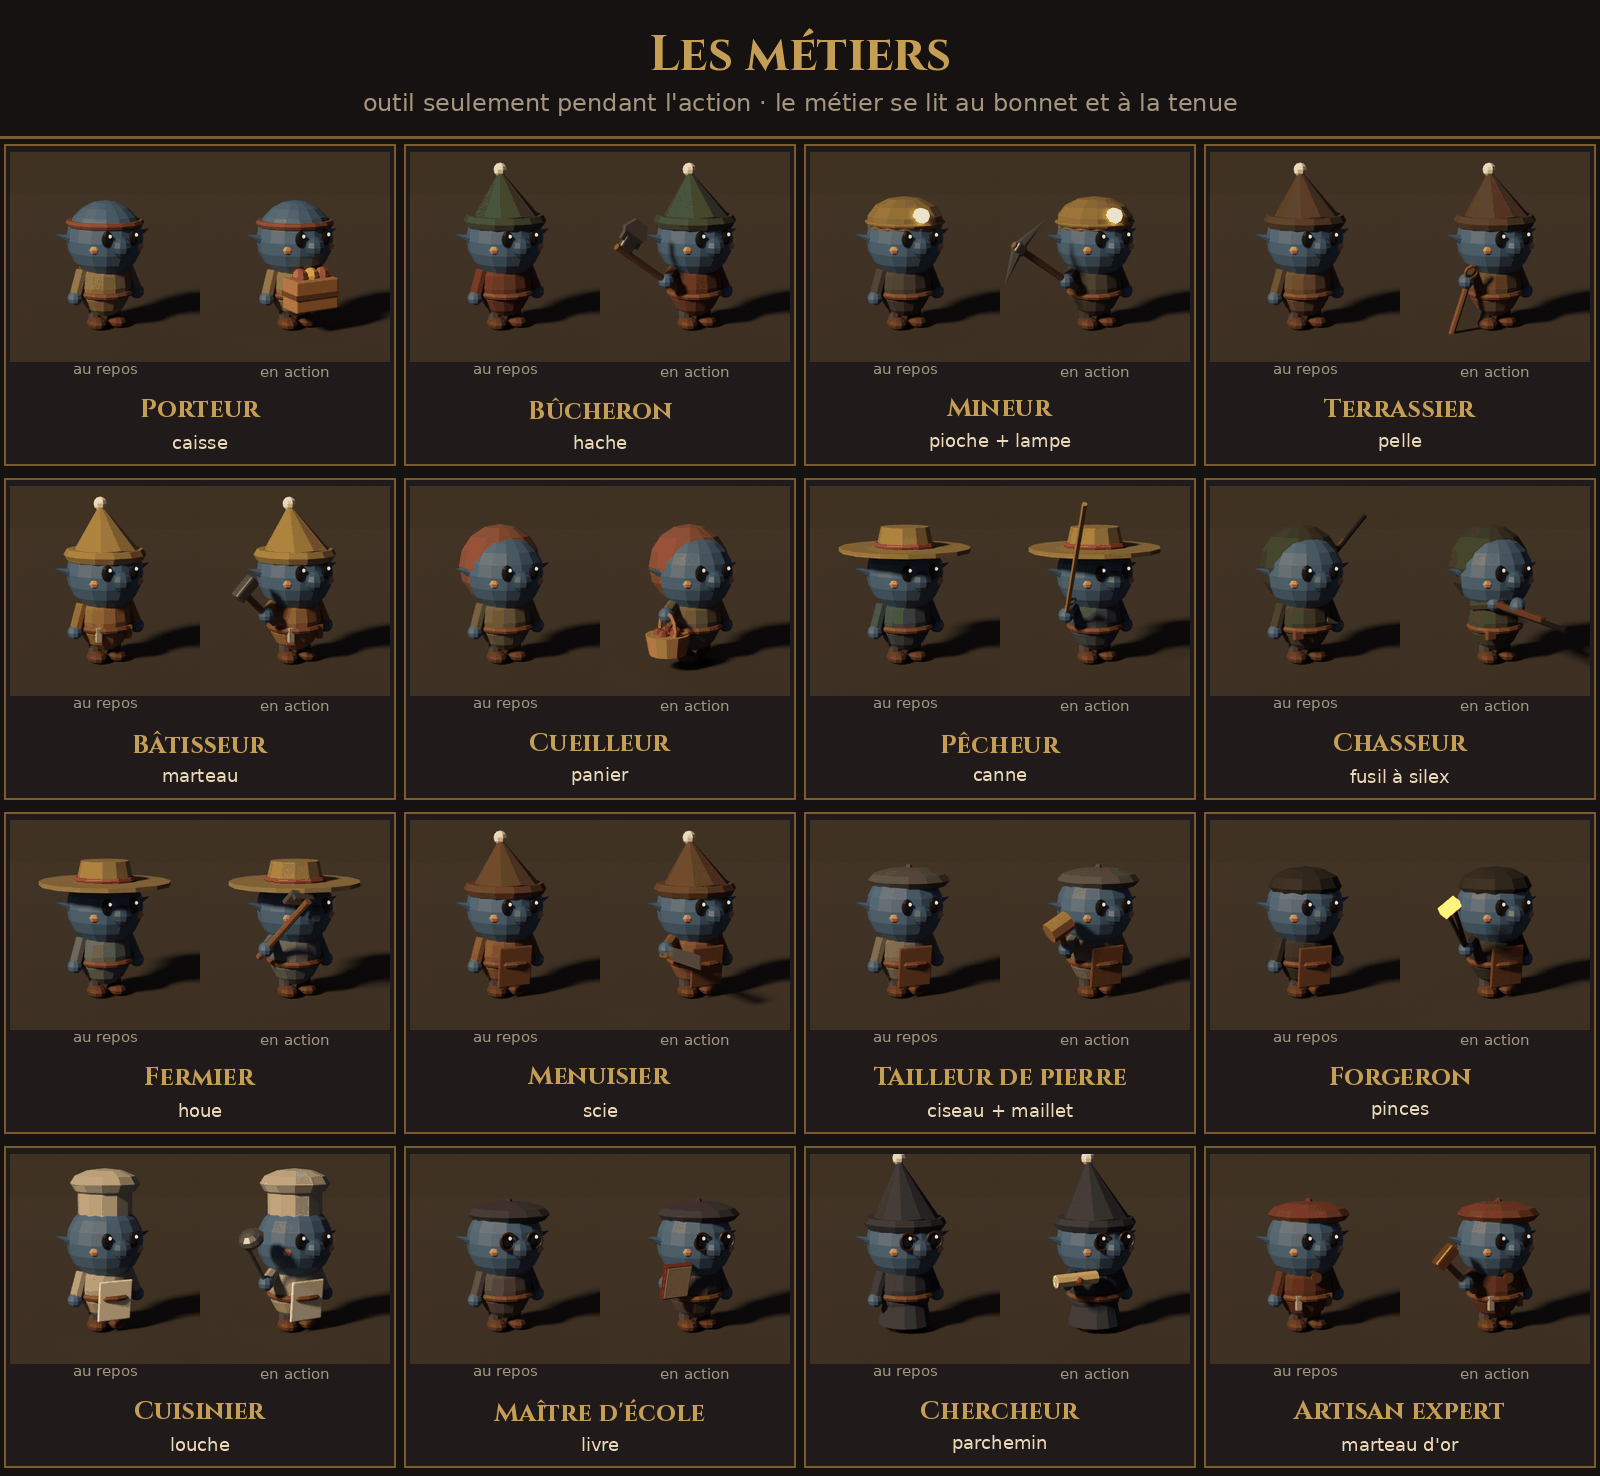 Les métiers
outil seulement pendant l'action · le métier se lit au bonnet et à la tenue
au repos en action
Porteur
caisse
au repos en action
Bûcheron
hache
au repos en action
Mineur
pioche + lampe
au repos en action
Terrassier
pelle
au repos en action
Bâtisseur
marteau
au repos en action
Cueilleur
panier
au repos en action
Pêcheur
canne
au repos en action
Chasseur
fusil à silex
au repos en action
Fermier
houe
au repos en action
Menuisier
scie
au repos en action
Tailleur de pierre
ciseau + maillet
au repos en action
Forgeron
pinces
au repos en action
Cuisinier
louche
au repos en action
Maître d'école
livre
au repos en action
Chercheur
parchemin
au repos en action
Artisan expert
marteau d'or